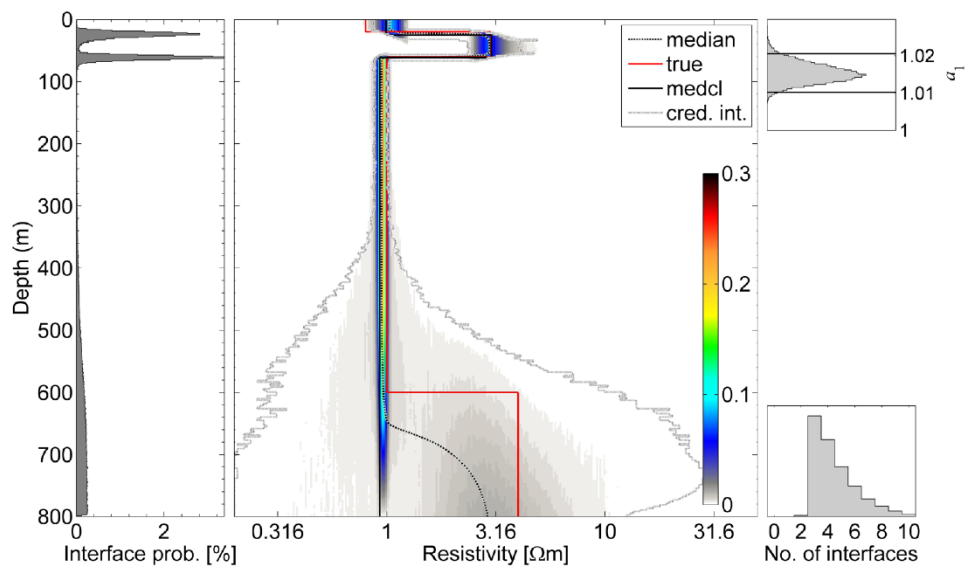 0
100
200
300
400
500
600
700
800
Depth (m)
0 1 2 3
Interface prob. [%]
median
true
medcl
cred. int.
0.3
0.2
0.1
0
0.316 1 3.16 10 31.6
Resistivity [Ωm]
1.02
1.01
1
a1
0 2 4 6 8 10
No. of interfaces